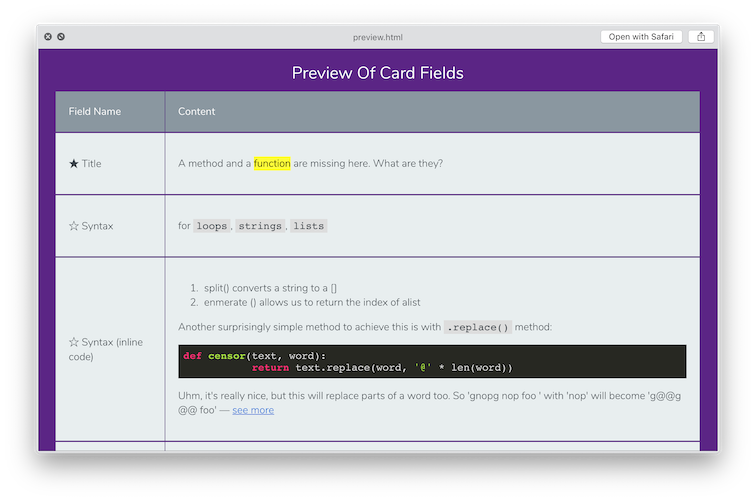 preview.html
Open with Safari
Preview Of Card Fields
Field Name
Content
★ Title
A method and a function are missing here. What are they?
☆ Syntax
for loops, strings, lists
☆ Syntax (inline
code)
1. split() converts a string to a []
2. enmerate () allows us to return the index of alist
Another surprisingly simple method to achieve this is with .replace() method:
def censor(text, word):
return text.replace(word, '@' * len(word))
Uhm, it's really nice, but this will replace parts of a word too. So 'gnopg nop foo ' with 'nop' will become 'g@@g
@@ foo' — see more